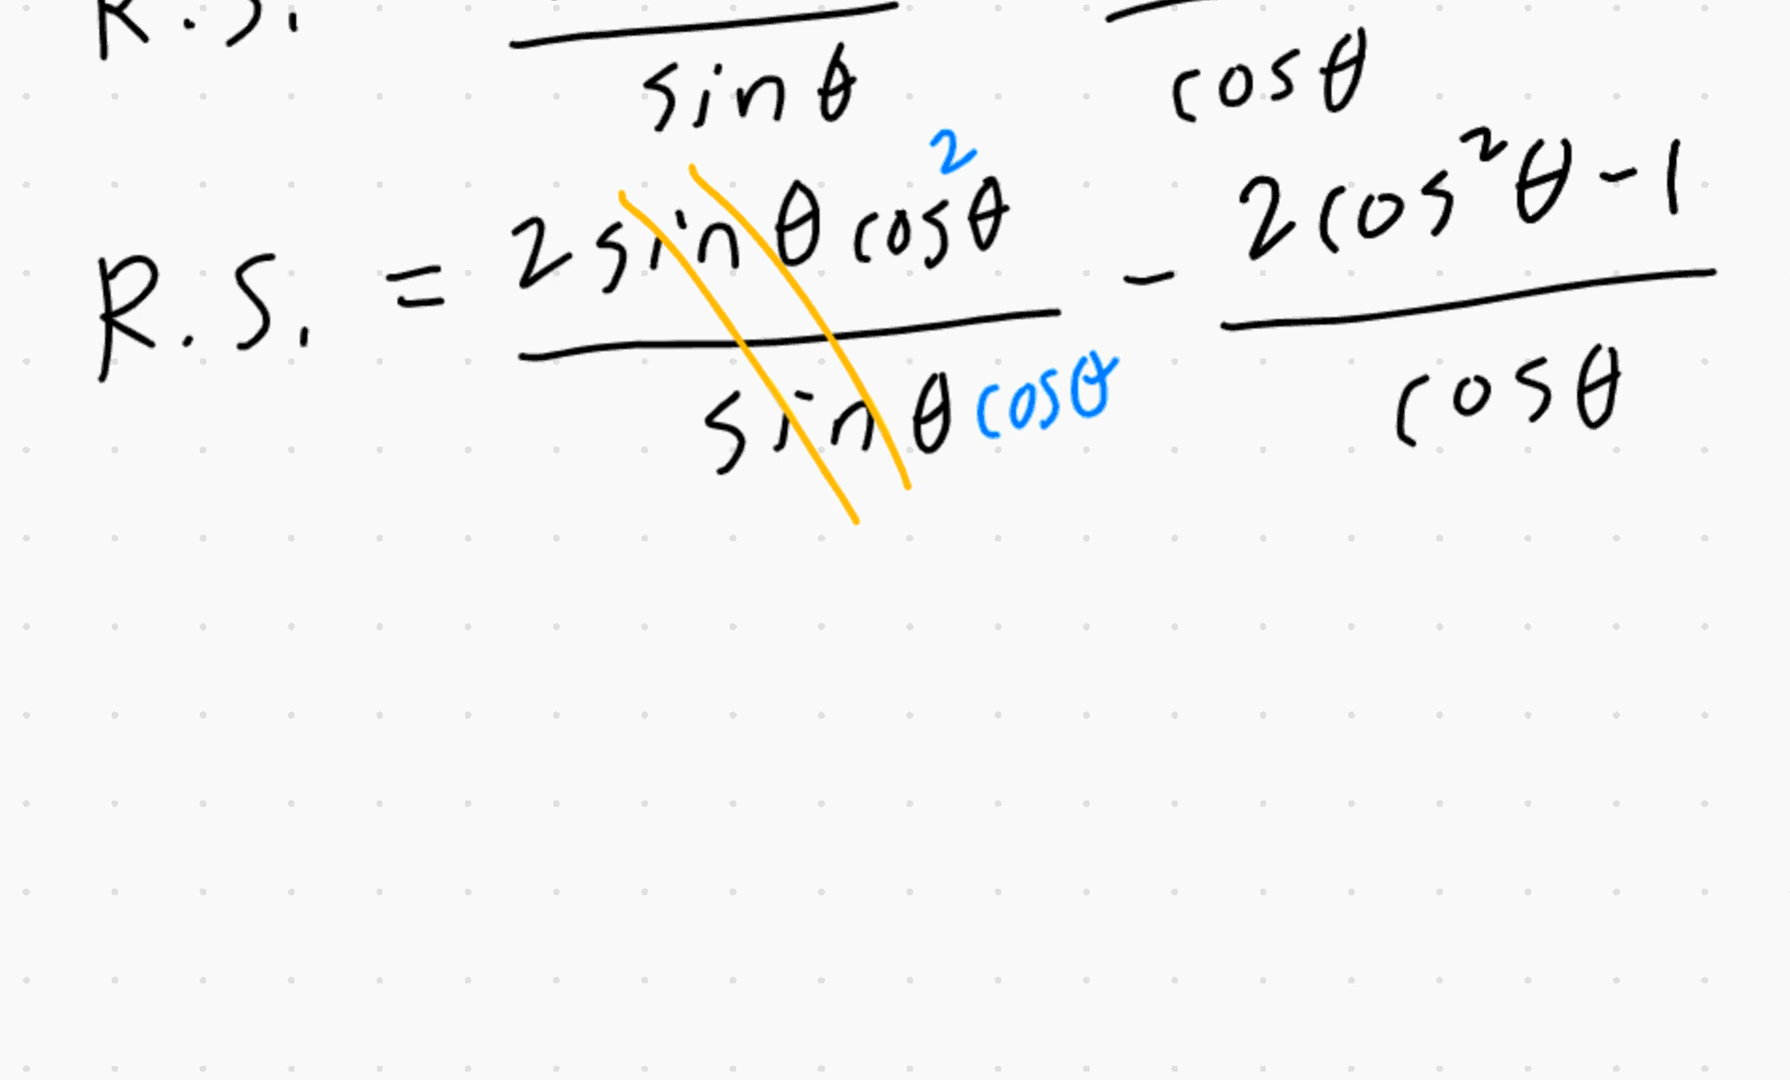 R.S.
sinθ cosθ
R.S. = 2sinθcos²θ / sinθcosθ - 2cos²θ-1 / cosθ